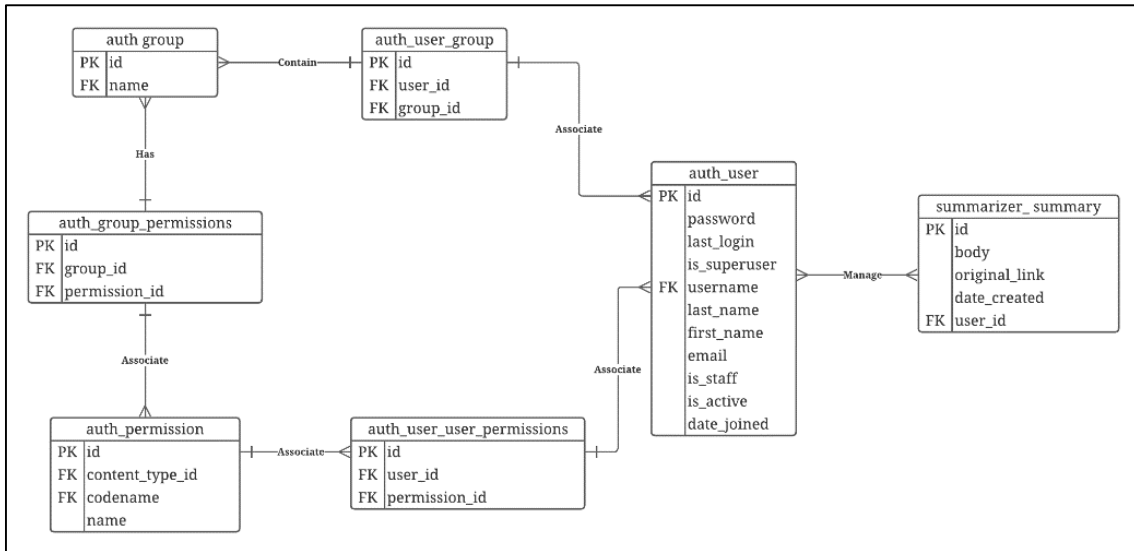 auth group
PK id
FK name
Contain
auth_user_group
PK id
FK user_id
FK group_id
Associate
Has
auth_group_permissions
PK id
FK group_id
FK permission_id
Associate
auth_permission
PK id
FK content_type_id
FK codename
name
Associate
auth_user_user_permissions
PK id
FK user_id
FK permission_id
Associate
auth_user
PK id
password
last_login
is_superuser
FK username
last_name
first_name
email
is_staff
is_active
date_joined
Manage
summarizer_ summary
PK id
body
original_link
date_created
FK user_id